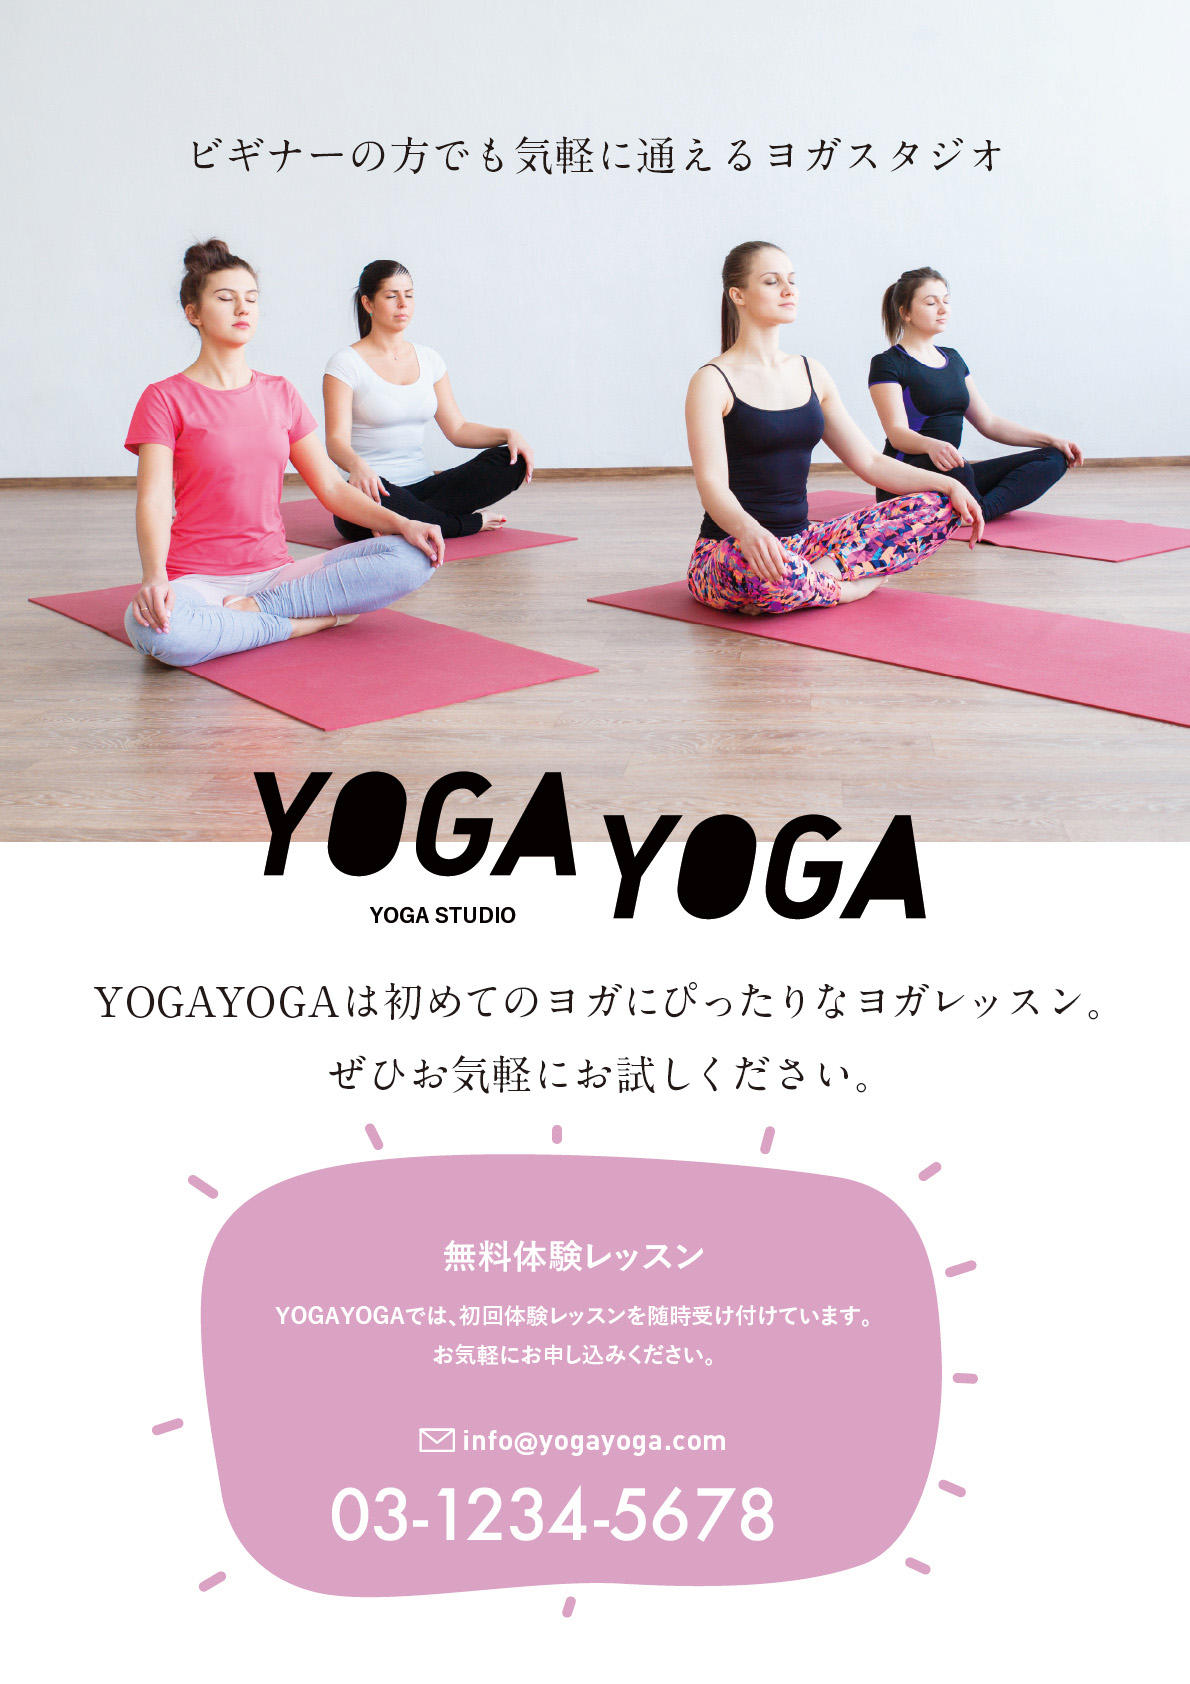 ビギナーの方でも気軽に通えるヨガスタジオ
YOGA YOGA
YOGA STUDIO
YOGAYOGAは初めてのヨガにぴったりなヨガレッスン。
ぜひお気軽にお試しください。
無料体験レッスン
YOGAYOGAでは、初回体験レッスンを随時受け付けています。
お気軽にお申し込みください。
info@yogayoga.com
03-1234-5678